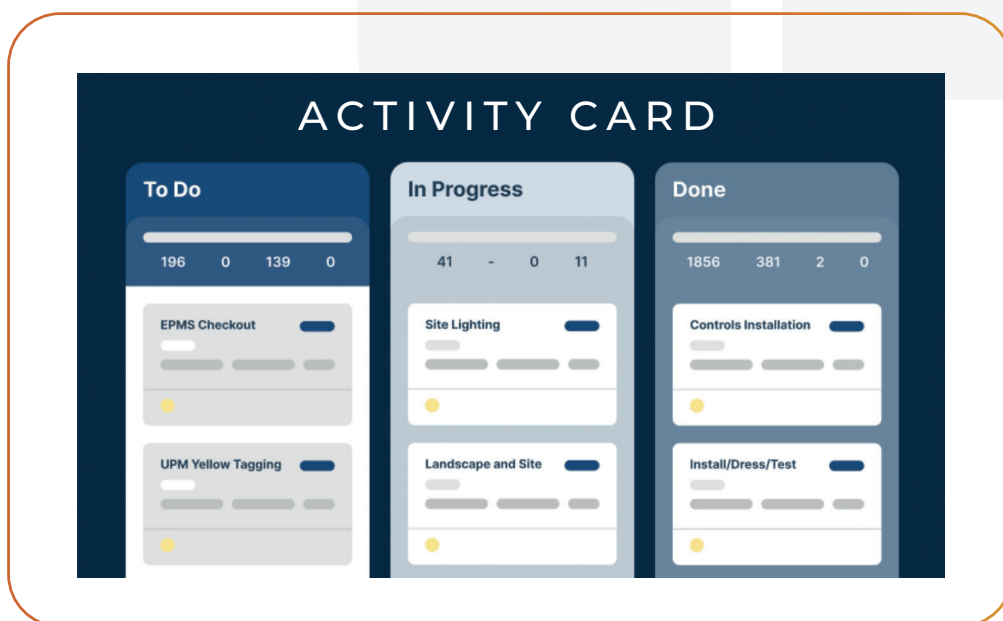 ACTIVITY CARD
To Do
196 0 139 0
EPMS Checkout
UPM Yellow Tagging
In Progress
41 - 0 11
Site Lighting
Landscape and Site
Done
1856 381 2 0
Controls Installation
Install/Dress/Test